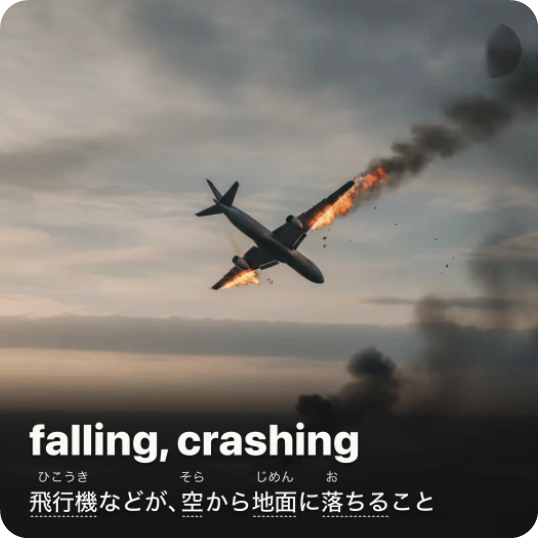 falling, crashing
ひこうき そら じめん お
飛行機などが、空から地面に落ちること